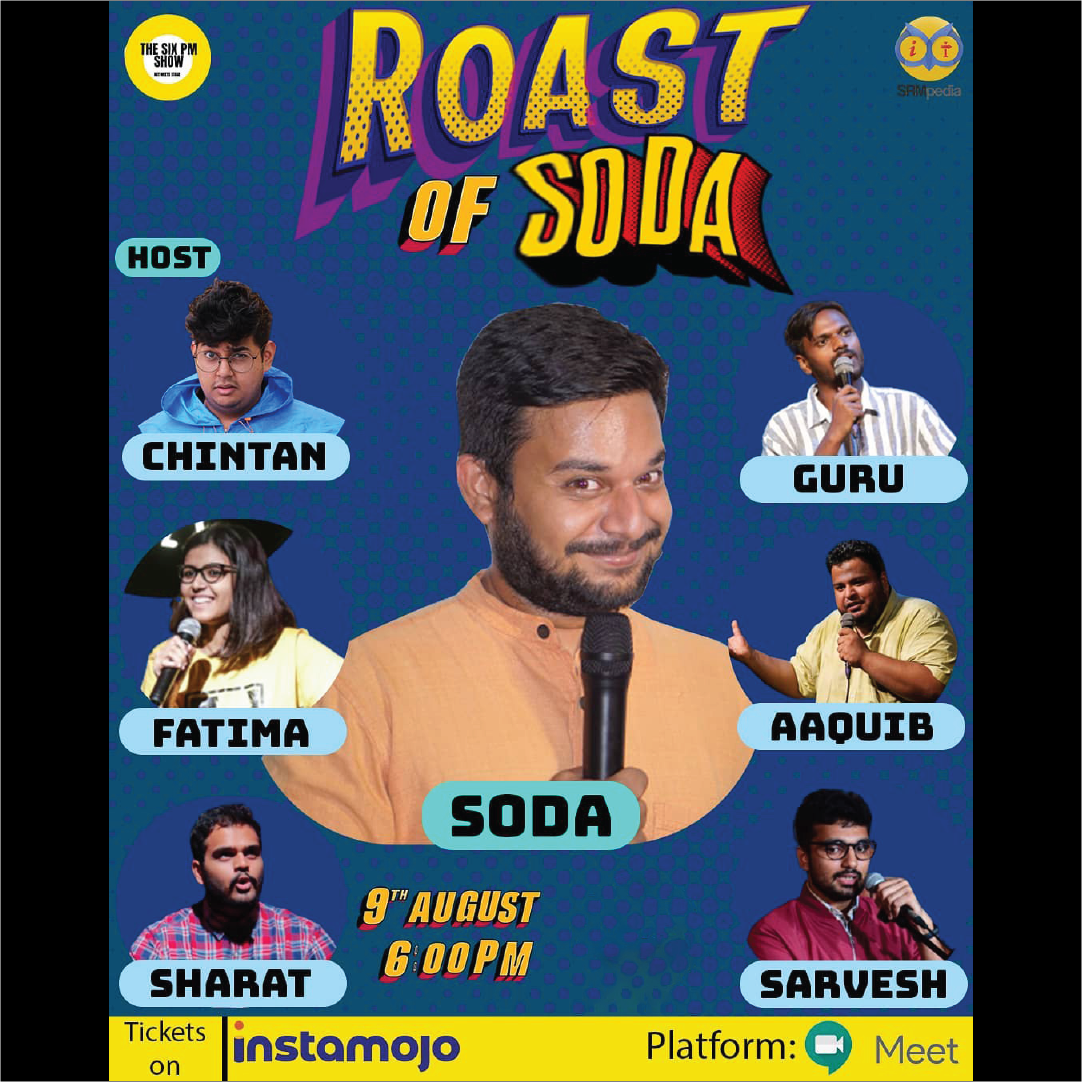 THE SIX PM
SHOW
ROAST
OF SODA
i t
SRMpedia
HOST
CHINTAN
GURU
FATIMA
AAQUIB
SODA
9TH AUGUST
6:00PM
SHARAT
SARVESH
Tickets
on
instamojo
Platform:
Meet